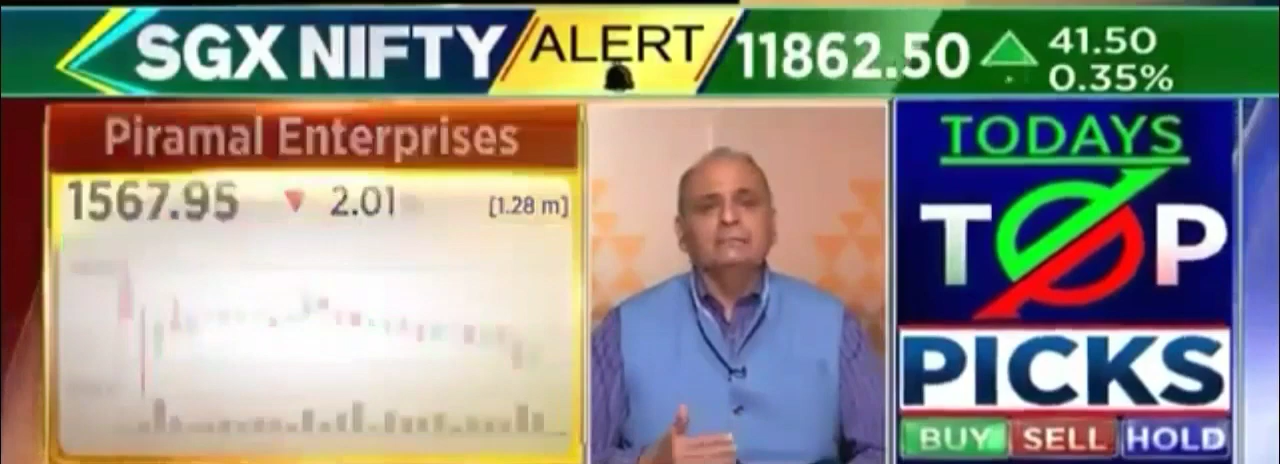 SGX NIFTY ALERT 11862.50 41.50
0.35%
Piramal Enterprises
1567.95 2.01 [1.28 m]
TODAYS
TOP
PICKS
BUY SELL HOLD